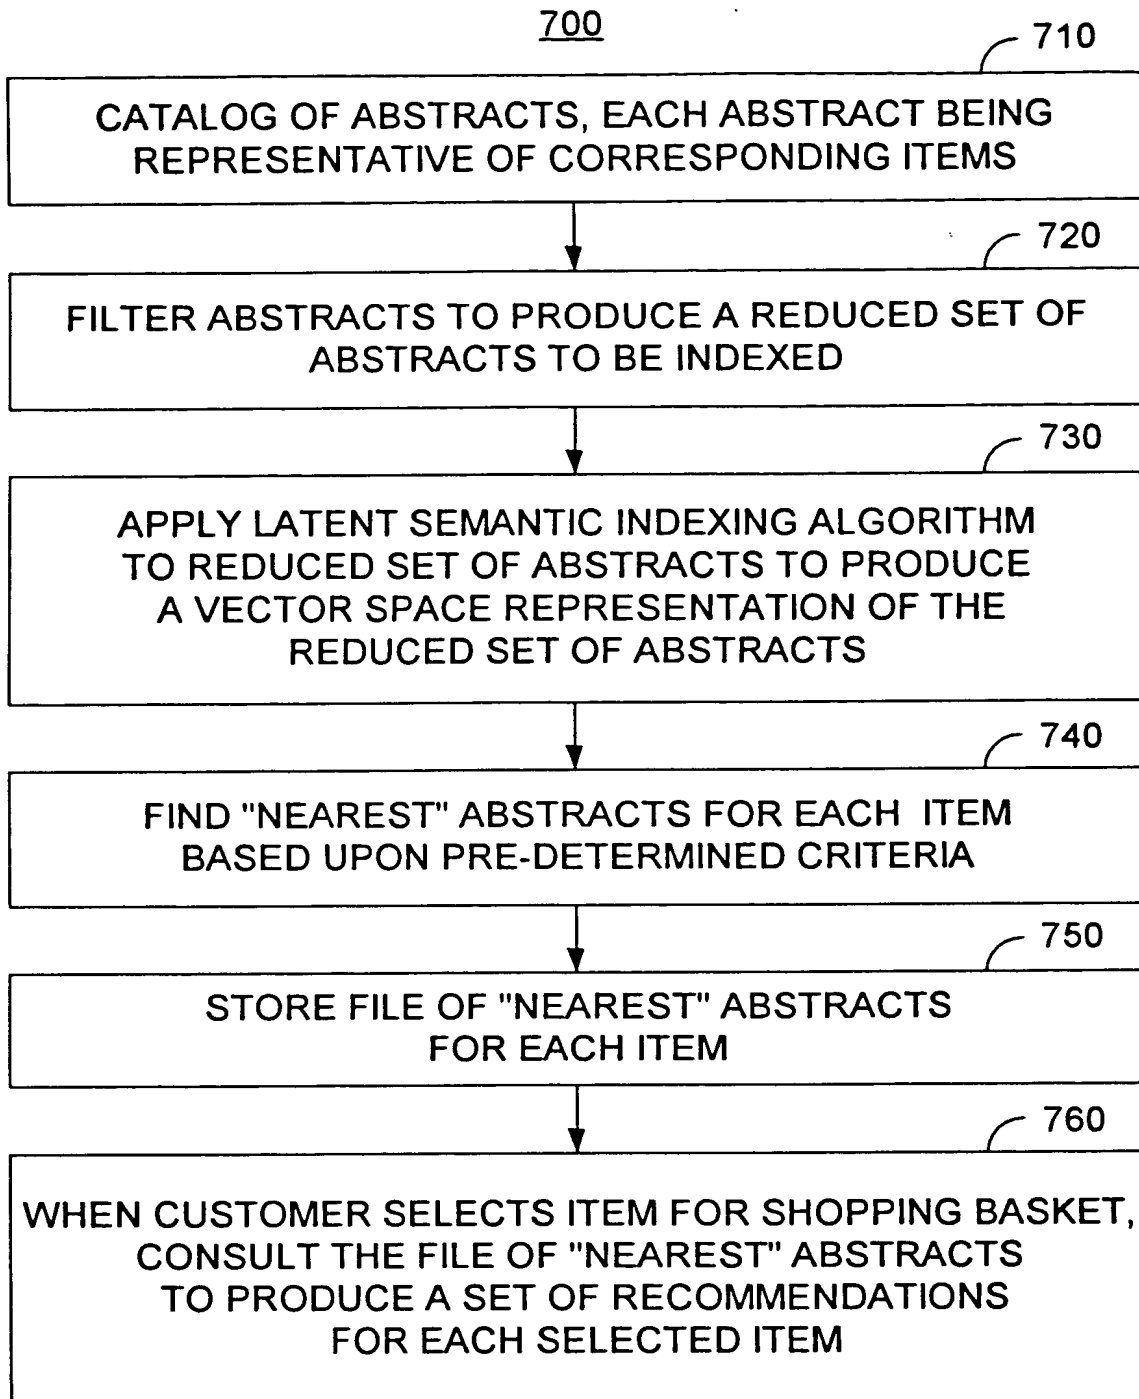 700
710
CATALOG OF ABSTRACTS, EACH ABSTRACT BEING
REPRESENTATIVE OF CORRESPONDING ITEMS
720
FILTER ABSTRACTS TO PRODUCE A REDUCED SET OF
ABSTRACTS TO BE INDEXED
730
APPLY LATENT SEMANTIC INDEXING ALGORITHM
TO REDUCED SET OF ABSTRACTS TO PRODUCE
A VECTOR SPACE REPRESENTATION OF THE
REDUCED SET OF ABSTRACTS
740
FIND "NEAREST" ABSTRACTS FOR EACH ITEM
BASED UPON PRE-DETERMINED CRITERIA
750
STORE FILE OF "NEAREST" ABSTRACTS
FOR EACH ITEM
760
WHEN CUSTOMER SELECTS ITEM FOR SHOPPING BASKET,
CONSULT THE FILE OF "NEAREST" ABSTRACTS
TO PRODUCE A SET OF RECOMMENDATIONS
FOR EACH SELECTED ITEM